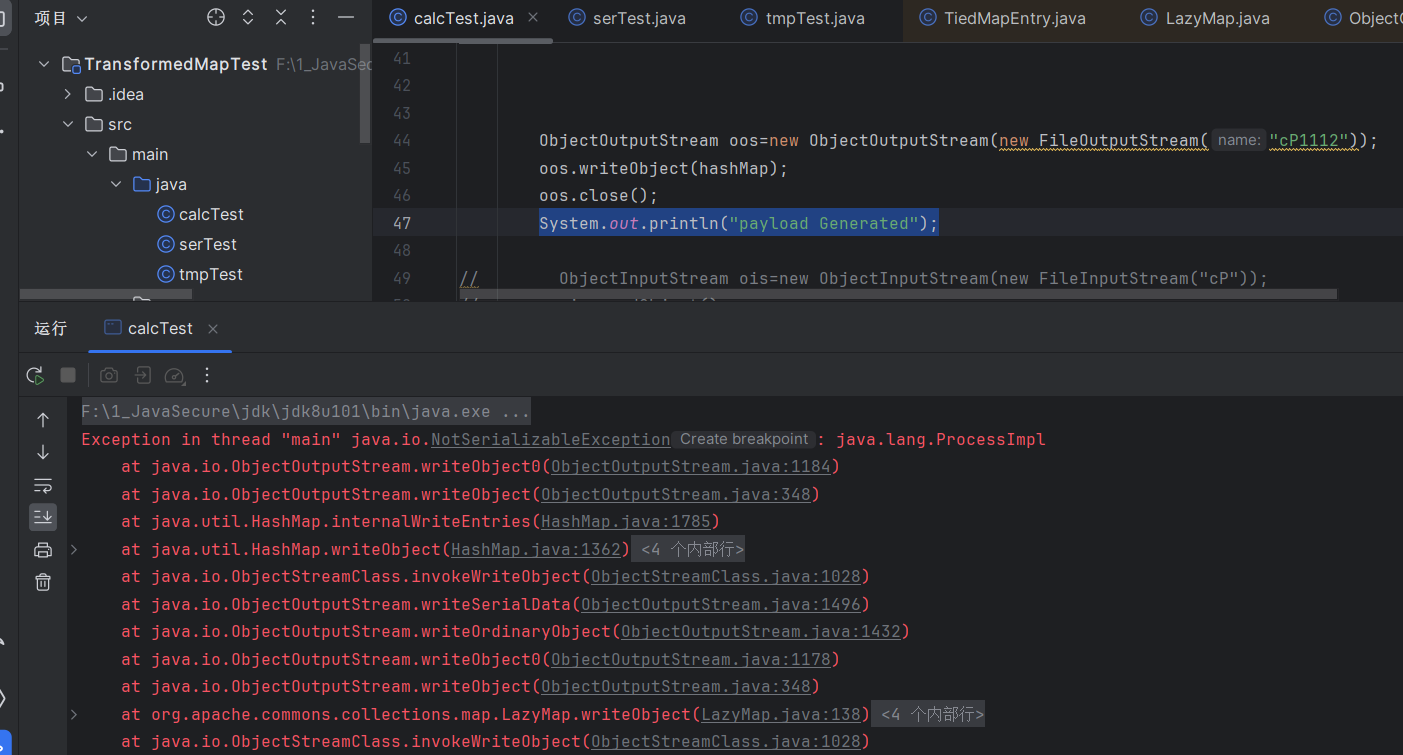 项目
calcTest.java
serTest.java
tmpTest.java
TiedMapEntry.java
LazyMap.java
TransformedMapTest F:\1_JavaSec
.idea
src
main
java
calcTest
serTest
tmpTest
41
42
43
44 ObjectOutputStream oos=new ObjectOutputStream(new FileOutputStream( name: "cP1112"));
45 oos.writeObject(hashMap);
46 oos.close();
47 System.out.println("payload Generated");
48
49 // ObjectInputStream ois=new ObjectInputStream(new FileInputStream("cP"));
运行 calcTest
F:\1_JavaSecure\jdk\jdk8u101\bin\java.exe ...
Exception in thread "main" java.io.NotSerializableException Create breakpoint : java.lang.ProcessImpl
at java.io.ObjectOutputStream.writeObject0(ObjectOutputStream.java:1184)
at java.io.ObjectOutputStream.writeObject(ObjectOutputStream.java:348)
at java.util.HashMap.internalWriteEntries(HashMap.java:1785)
at java.util.HashMap.writeObject(HashMap.java:1362) <4 个内部行>
at java.io.ObjectStreamClass.invokeWriteObject(ObjectStreamClass.java:1028)
at java.io.ObjectOutputStream.writeSerialData(ObjectOutputStream.java:1496)
at java.io.ObjectOutputStream.writeOrdinaryObject(ObjectOutputStream.java:1432)
at java.io.ObjectOutputStream.writeObject0(ObjectOutputStream.java:1178)
at java.io.ObjectOutputStream.writeObject(ObjectOutputStream.java:348)
at org.apache.commons.collections.map.LazyMap.writeObject(LazyMap.java:138) <4 个内部行>
at java.io.ObjectStreamClass.invokeWriteObject(ObjectStreamClass.java:1028)